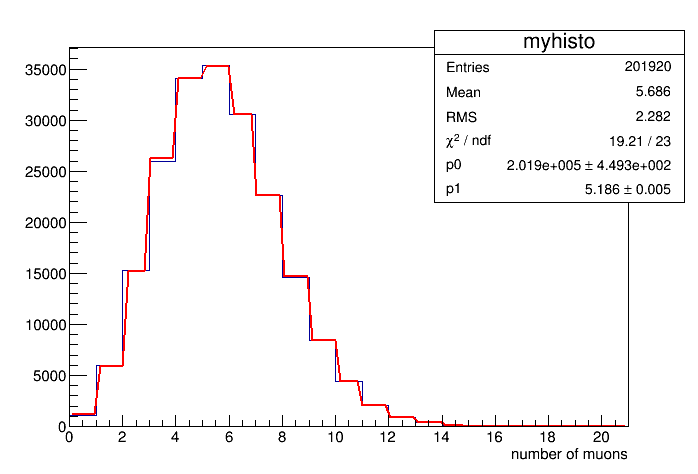 myhisto
Entries 201920
Mean 5.686
RMS 2.282
χ² / ndf 19.21 / 23
p0 2.019e+005 ± 4.493e+002
p1 5.186 ± 0.005
35000
30000
25000
20000
15000
10000
5000
0
0 2 4 6 8 10 12 14 16 18 20
number of muons